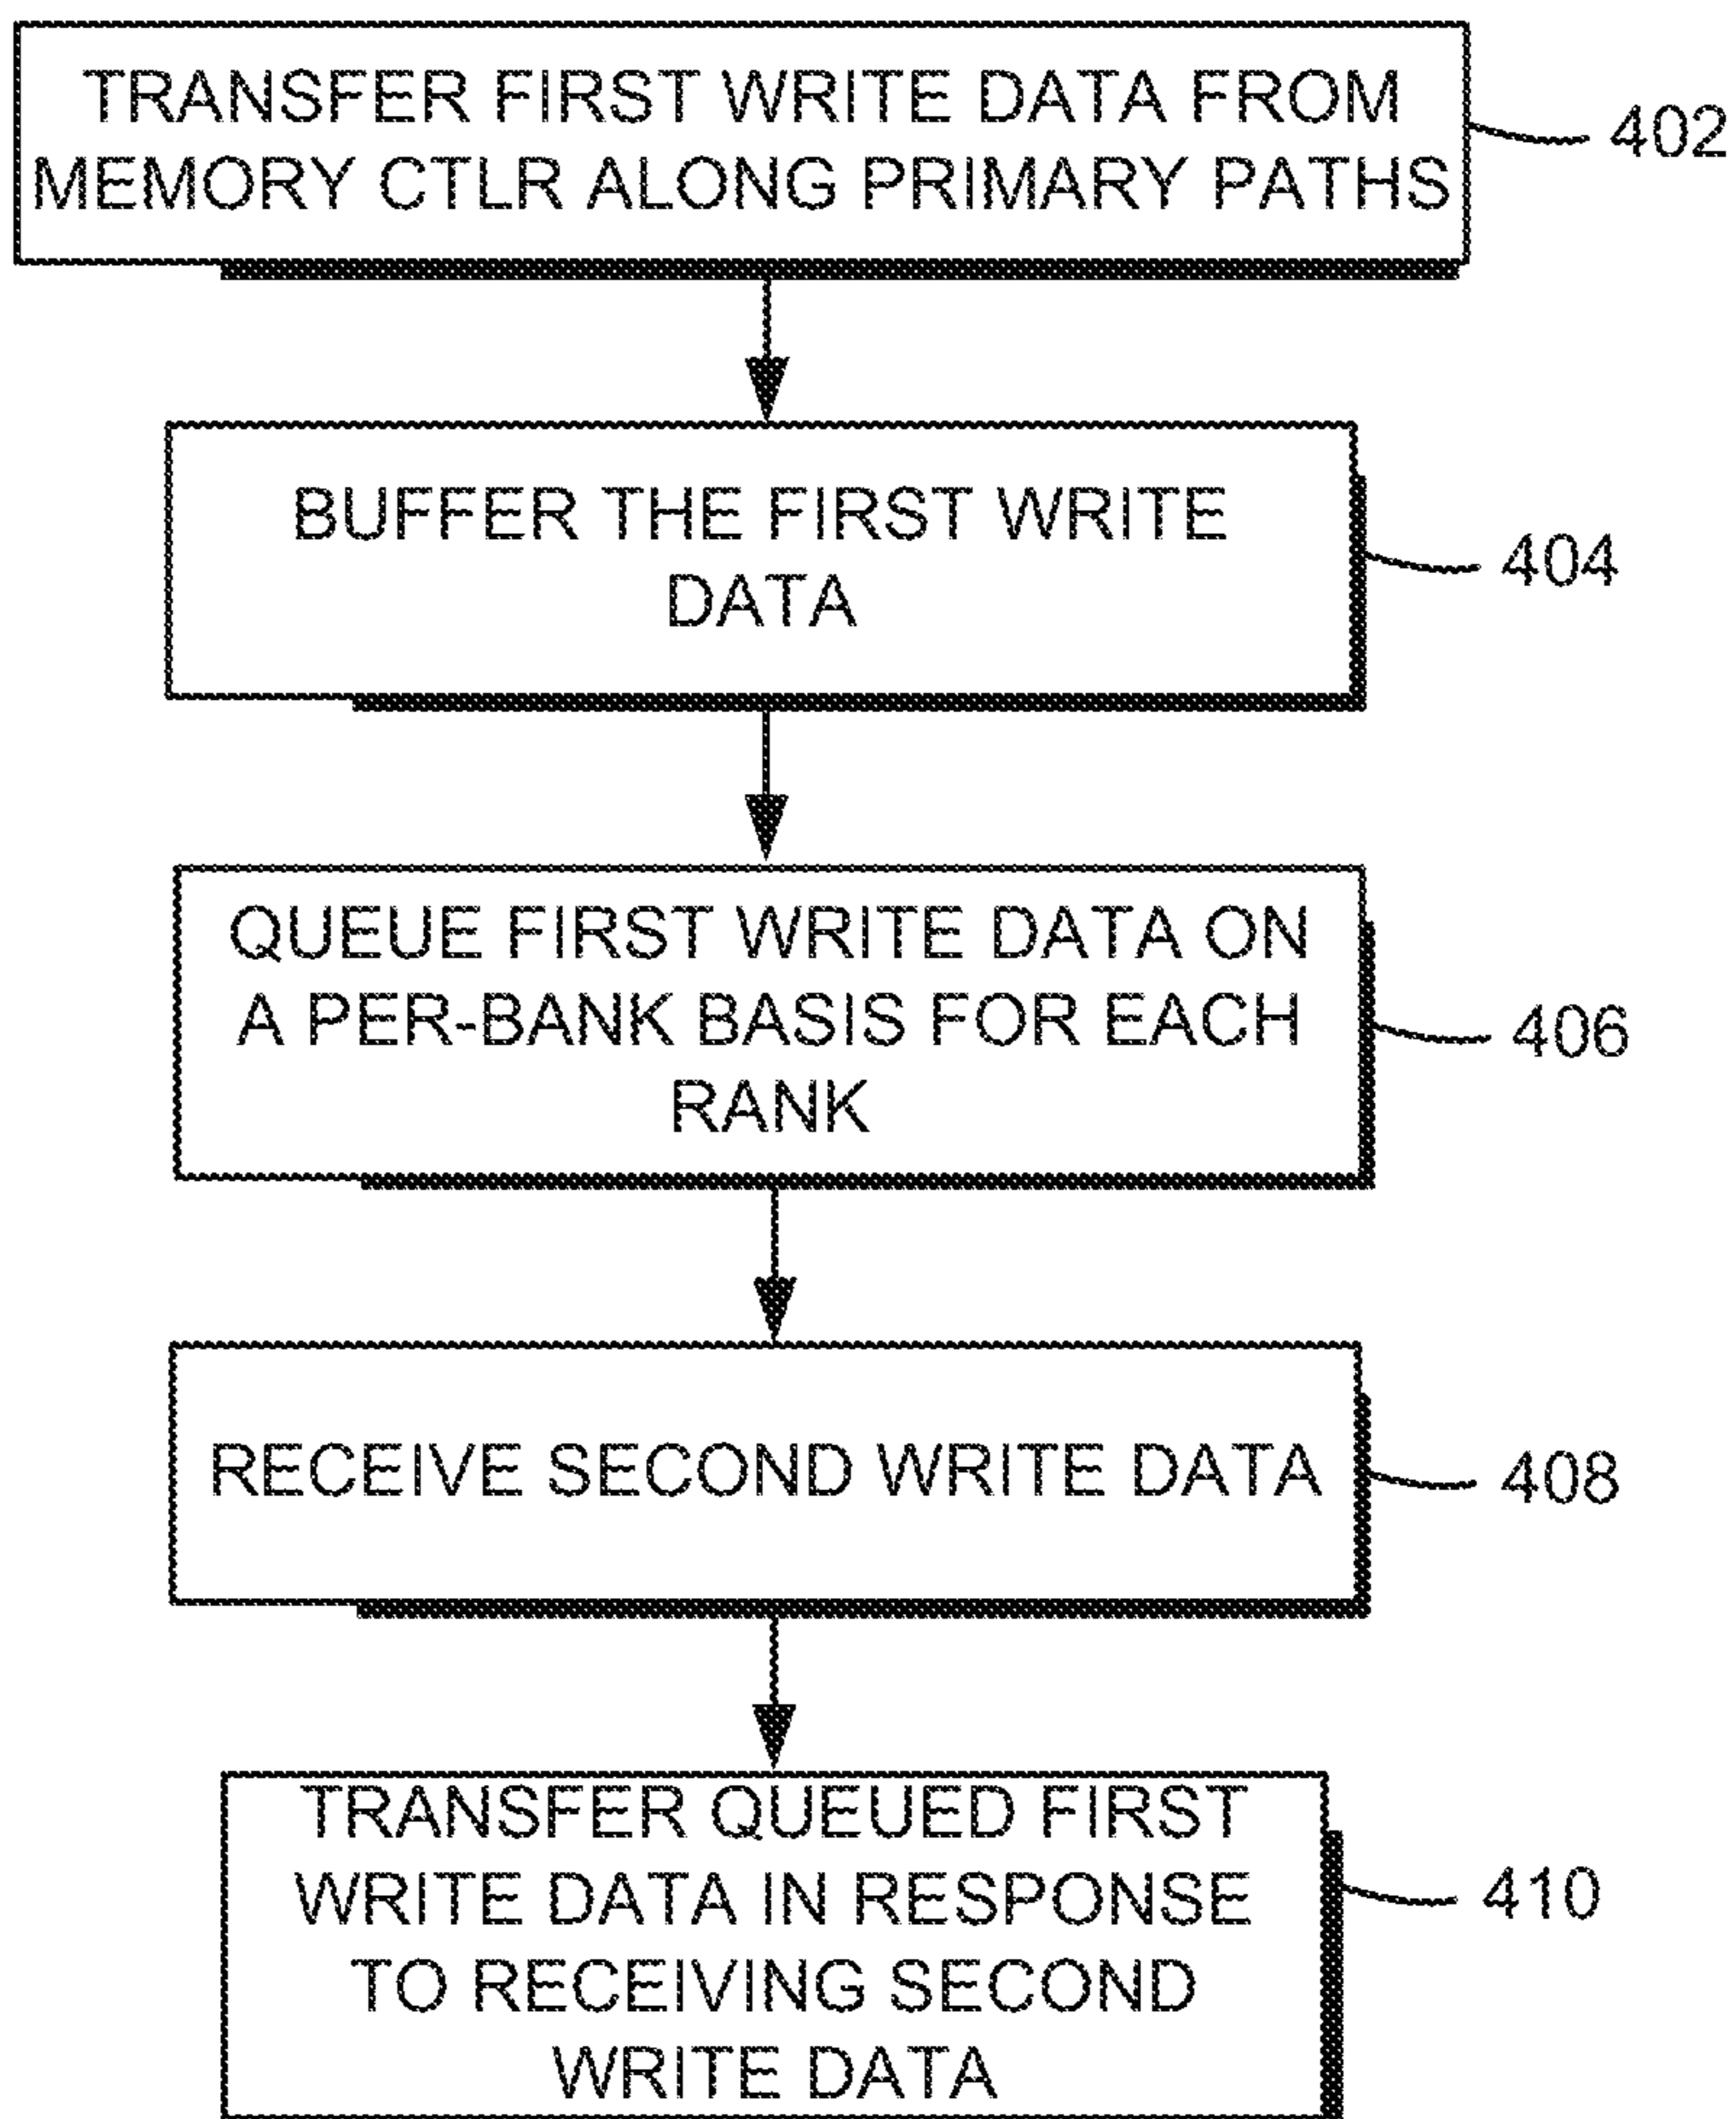 TRANSFER FIRST WRITE DATA FROM
MEMORY CTLR ALONG PRIMARY PATHS
402
BUFFER THE FIRST WRITE
DATA
404
QUEUE FIRST WRITE DATA ON
A PER-BANK BASIS FOR EACH
RANK
406
RECEIVE SECOND WRITE DATA
408
TRANSFER QUEUED FIRST
WRITE DATA IN RESPONSE
TO RECEIVING SECOND
WRITE DATA
410